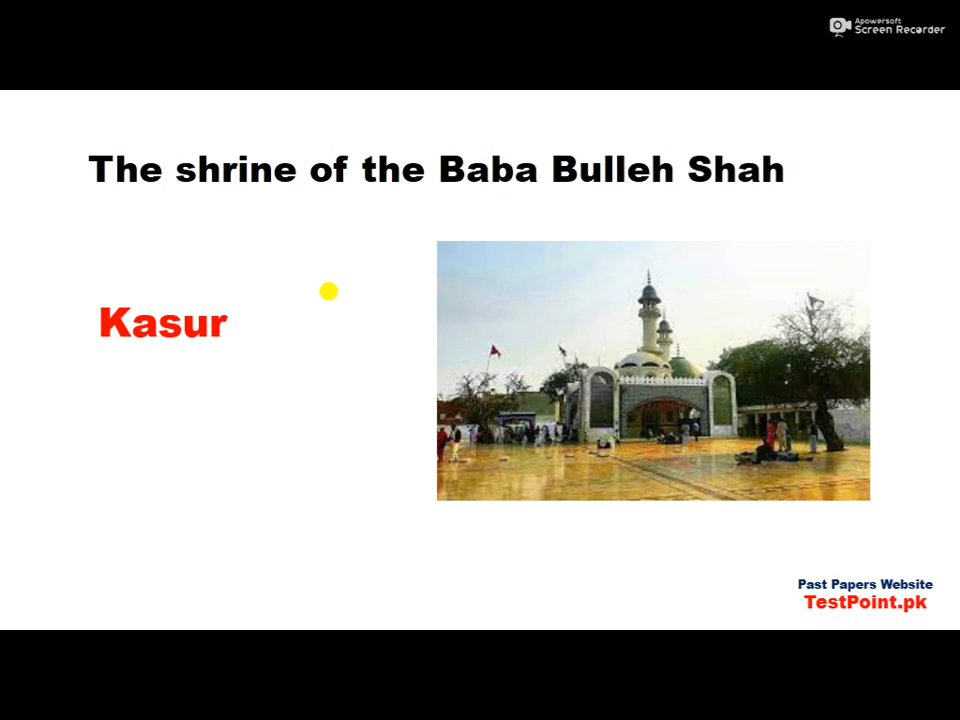 Apowersoft
Screen Recorder
The shrine of the Baba Bulleh Shah
Kasur
Past Papers Website
TestPoint.pk